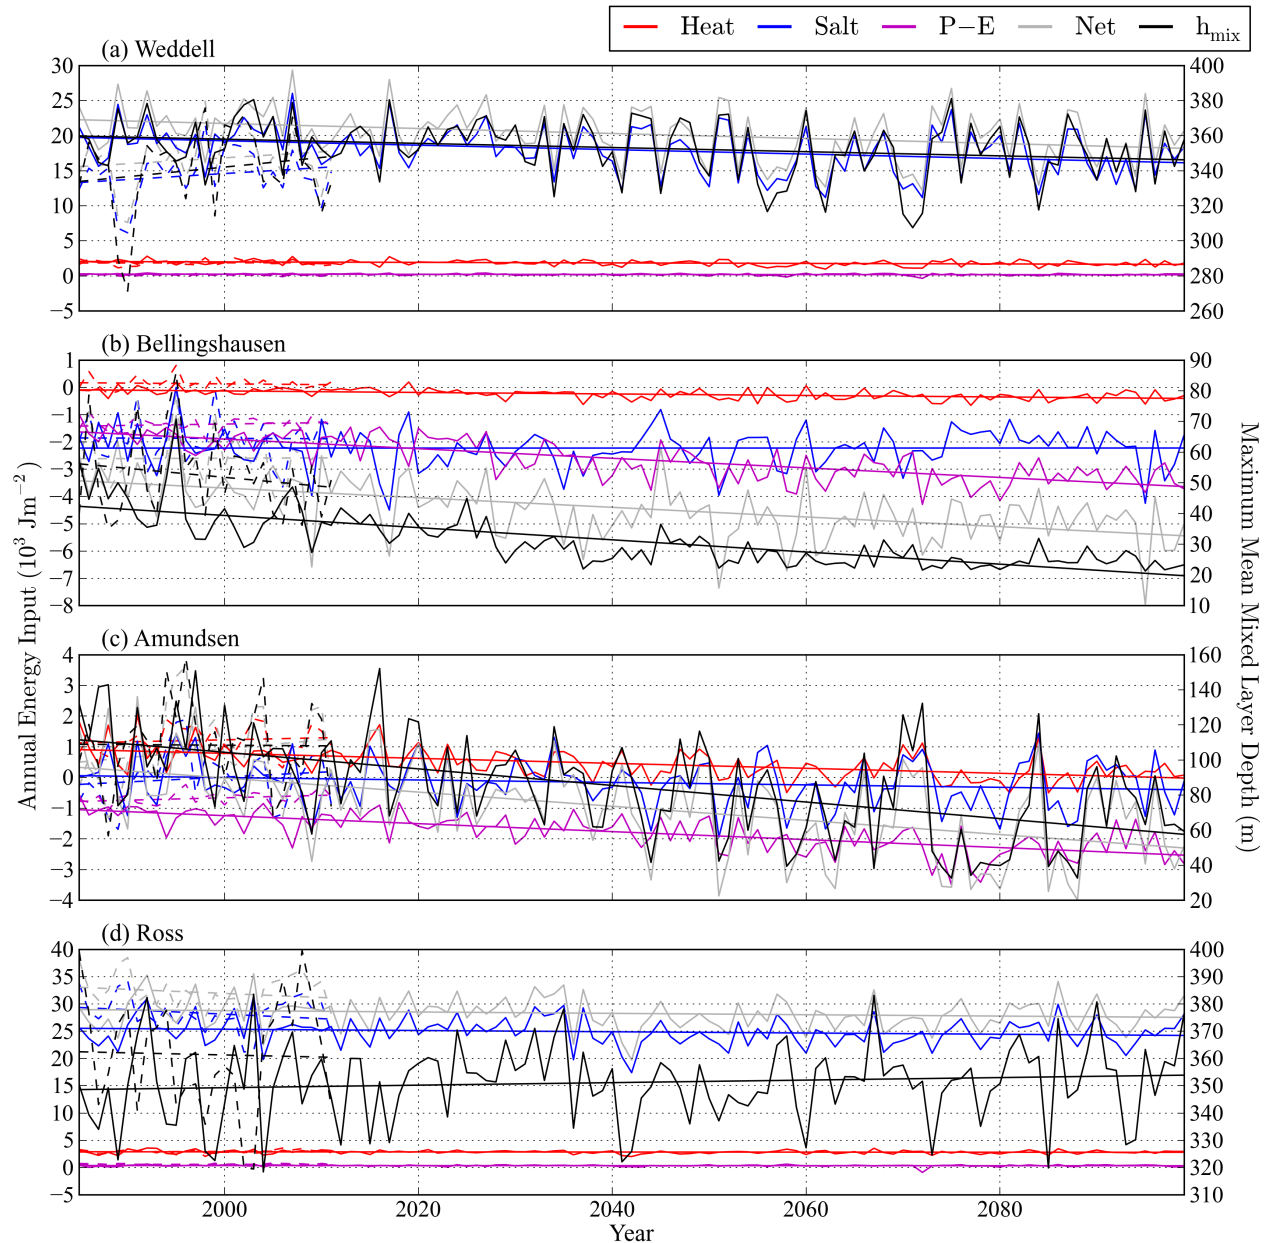 Heat Salt P−E Net h_mix
(a) Weddell
30 25 20 15 10 5 0 −5
400 380 360 340 320 300 280 260
(b) Bellingshausen
1 0 −1 −2 −3 −4 −5 −6 −7 −8
90 80 70 60 50 40 30 20 10
Annual Energy Input (10³ Jm⁻²)
Maximum Mean Mixed Layer Depth (m)
(c) Amundsen
4 3 2 1 0 −1 −2 −3 −4
160 140 120 100 80 60 40 20
(d) Ross
40 35 30 25 20 15 10 5 0 −5
400 390 380 370 360 350 340 330 320 310
2000 2020 2040 2060 2080
Year